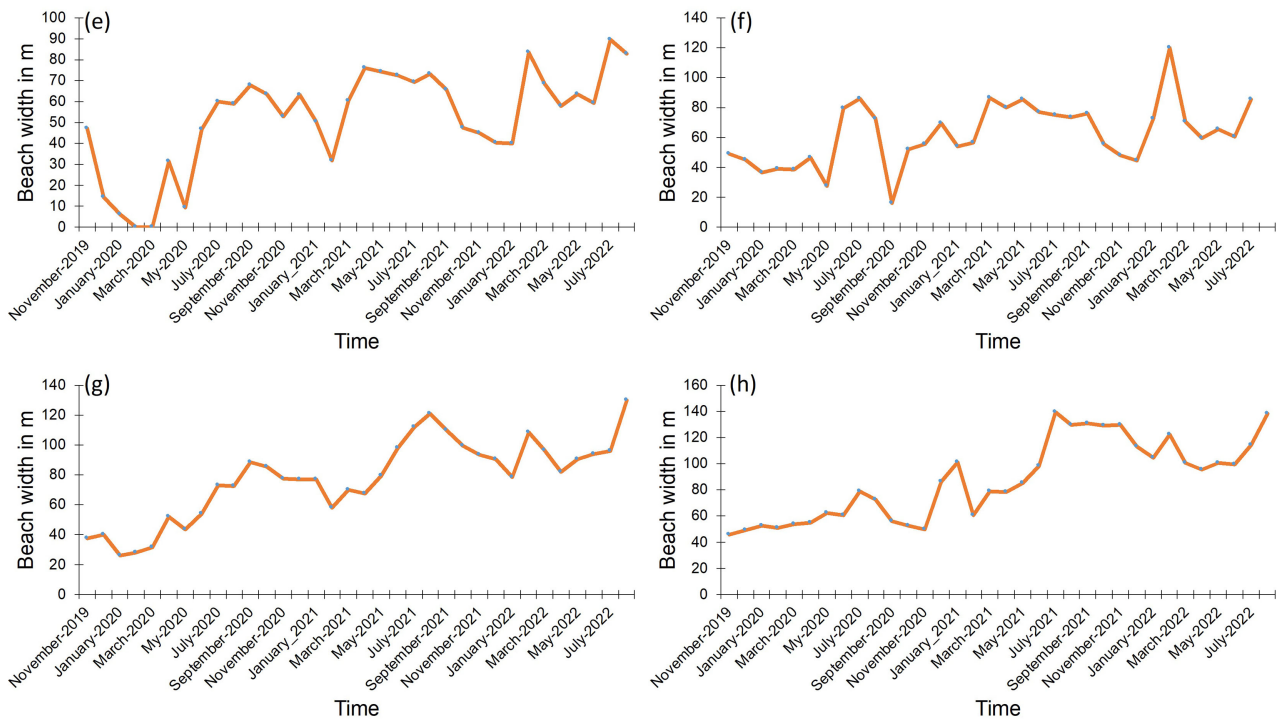 (e)
Beach width in m
100
90
80
70
60
50
40
30
20
10
0
November-2019
January-2020
March-2020
My-2020
July-2020
September-2020
November-2020
January_2021
March-2021
May-2021
July-2021
September-2021
November-2021
January-2022
March-2022
May-2022
July-2022
Time
(f)
Beach width in m
140
120
100
80
60
40
20
0
November-2019
January-2020
March-2020
My-2020
July-2020
September-2020
November-2020
January_2021
March-2021
May-2021
July-2021
September-2021
November-2021
January-2022
March-2022
May-2022
July-2022
Time
(g)
Beach width in m
140
120
100
80
60
40
20
0
November-2019
January-2020
March-2020
My-2020
July-2020
September-2020
November-2020
January_2021
March-2021
May-2021
July-2021
September-2021
November-2021
January-2022
March-2022
May-2022
July-2022
Time
(h)
Beach width in m
160
140
120
100
80
60
40
20
0
November-2019
January-2020
March-2020
My-2020
July-2020
September-2020
November-2020
January_2021
March-2021
May-2021
July-2021
September-2021
November-2021
January-2022
March-2022
May-2022
July-2022
Time